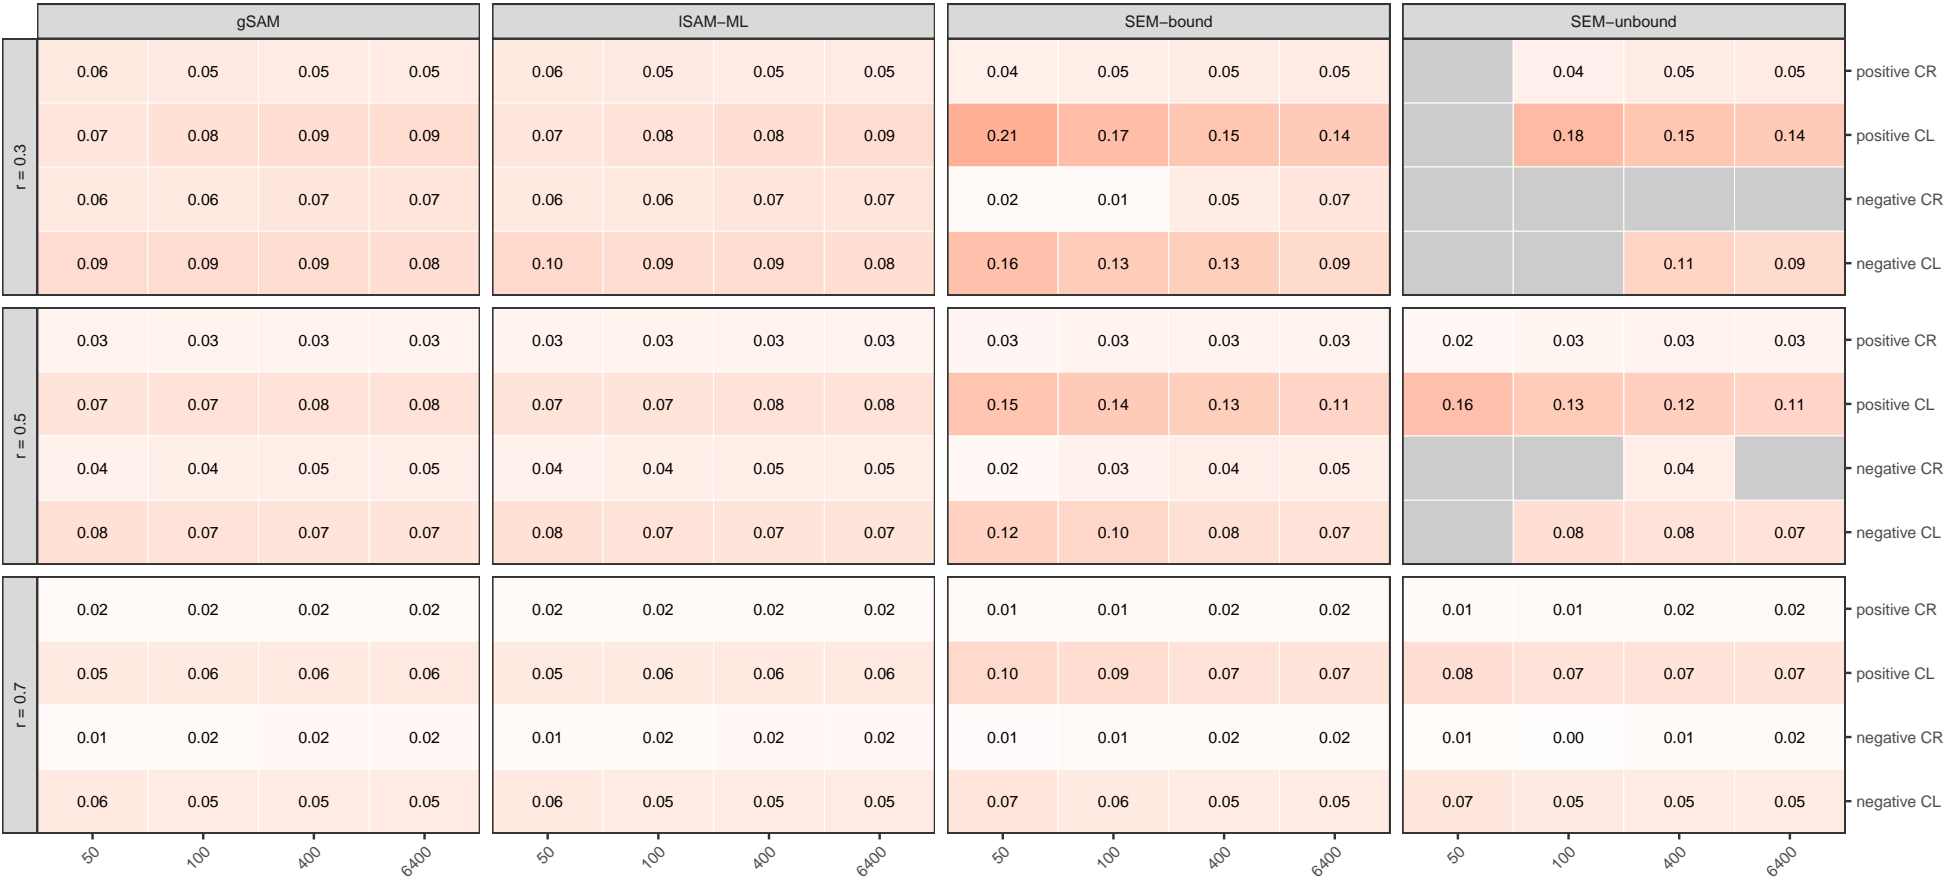 gSAM lSAM−ML SEM−bound SEM−unbound
r = 0.3
0.06 0.05 0.05 0.05 0.06 0.05 0.05 0.05 0.04 0.05 0.05 0.05 0.04 0.05 0.05 positive CR
0.07 0.08 0.09 0.09 0.07 0.08 0.08 0.09 0.21 0.17 0.15 0.14 0.18 0.15 0.14 positive CL
0.06 0.06 0.07 0.07 0.06 0.06 0.07 0.07 0.02 0.01 0.05 0.07 negative CR
0.09 0.09 0.09 0.08 0.10 0.09 0.09 0.08 0.16 0.13 0.13 0.09 0.11 0.09 negative CL
r = 0.5
0.03 0.03 0.03 0.03 0.03 0.03 0.03 0.03 0.03 0.03 0.03 0.03 0.02 0.03 0.03 0.03 positive CR
0.07 0.07 0.08 0.08 0.07 0.07 0.08 0.08 0.15 0.14 0.13 0.11 0.16 0.13 0.12 0.11 positive CL
0.04 0.04 0.05 0.05 0.04 0.04 0.05 0.05 0.02 0.03 0.04 0.05 0.04 negative CR
0.08 0.07 0.07 0.07 0.08 0.07 0.07 0.07 0.12 0.10 0.08 0.07 0.08 0.08 0.07 negative CL
r = 0.7
0.02 0.02 0.02 0.02 0.02 0.02 0.02 0.02 0.01 0.01 0.02 0.02 0.01 0.01 0.02 0.02 positive CR
0.05 0.06 0.06 0.06 0.05 0.06 0.06 0.06 0.10 0.09 0.07 0.07 0.08 0.07 0.07 0.07 positive CL
0.01 0.02 0.02 0.02 0.01 0.02 0.02 0.02 0.01 0.01 0.02 0.02 0.01 0.00 0.01 0.02 negative CR
0.06 0.05 0.05 0.05 0.06 0.05 0.05 0.05 0.07 0.06 0.05 0.05 0.07 0.05 0.05 0.05 negative CL
50 100 400 6400 50 100 400 6400 50 100 400 6400 50 100 400 6400